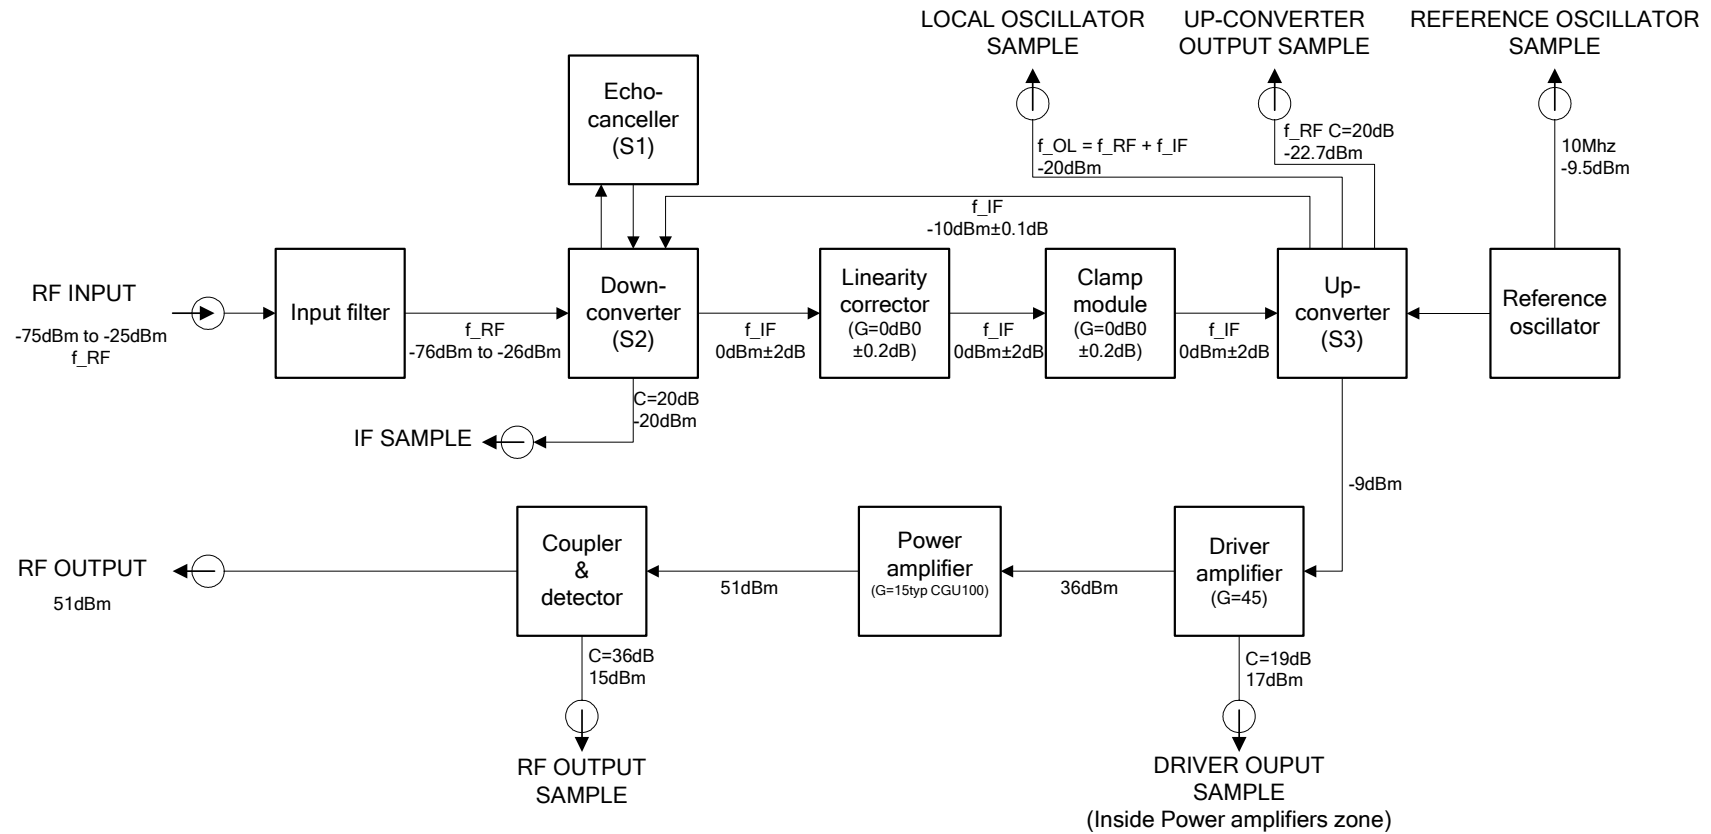 LOCAL OSCILLATOR
SAMPLE
UP-CONVERTER
OUTPUT SAMPLE
REFERENCE OSCILLATOR
SAMPLE
Echo-
canceller
(S1)
f_OL = f_RF + f_IF
-20dBm
f_RF C=20dB
-22.7dBm
10Mhz
-9.5dBm
f_IF
-10dBm±0.1dB
RF INPUT
-75dBm to -25dBm
f_RF
Input filter
f_RF
-76dBm to -26dBm
Down-
converter
(S2)
f_IF
0dBm±2dB
Linearity
corrector
(G=0dB0
±0.2dB)
f_IF
0dBm±2dB
Clamp
module
(G=0dB0
±0.2dB)
f_IF
0dBm±2dB
Up-
converter
(S3)
Reference
oscillator
C=20dB
-20dBm
IF SAMPLE
-9dBm
RF OUTPUT
51dBm
Coupler
&
detector
51dBm
Power
amplifier
(G=15typ CGU100)
36dBm
Driver
amplifier
(G=45)
C=36dB
15dBm
C=19dB
17dBm
RF OUTPUT
SAMPLE
DRIVER OUPUT
SAMPLE
(Inside Power amplifiers zone)